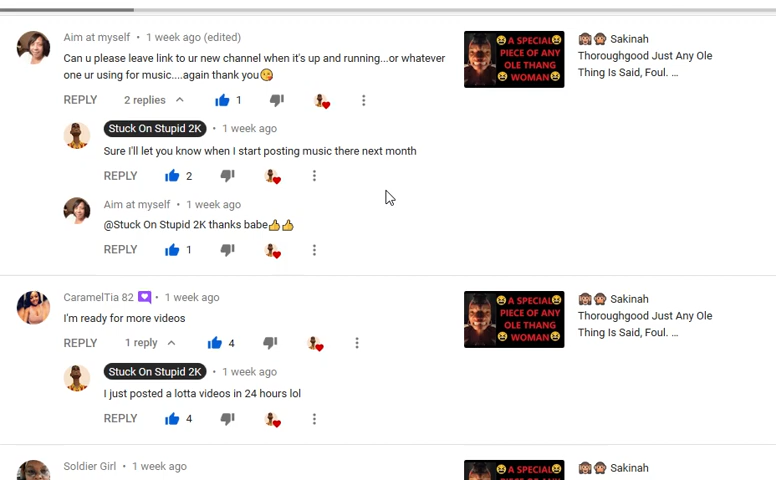 Aim at myself • 1 week ago (edited)
Can u please leave link to ur new channel when it's up and running...or whatever
one ur using for music....again thank you😘
REPLY 2 replies 1
Stuck On Stupid 2K • 1 week ago
Sure I'll let you know when I start posting music there next month
REPLY 2
Aim at myself • 1 week ago
@Stuck On Stupid 2K thanks babe👍👍
REPLY 1
A SPECIAL
PIECE OF ANY
OLE THANG
WOMAN
🙈🙊 Sakinah
Thoroughgood Just Any Ole
Thing Is Said, Foul. ...
CaramelTia 82 • 1 week ago
I'm ready for more videos
REPLY 1 reply 4
Stuck On Stupid 2K • 1 week ago
I just posted a lotta videos in 24 hours lol
REPLY 4
A SPECIAL
PIECE OF ANY
OLE THANG
WOMAN
🙈🙊 Sakinah
Thoroughgood Just Any Ole
Thing Is Said, Foul. ...
Soldier Girl • 1 week ago
A SPECIAL
🙈🙊 Sakinah